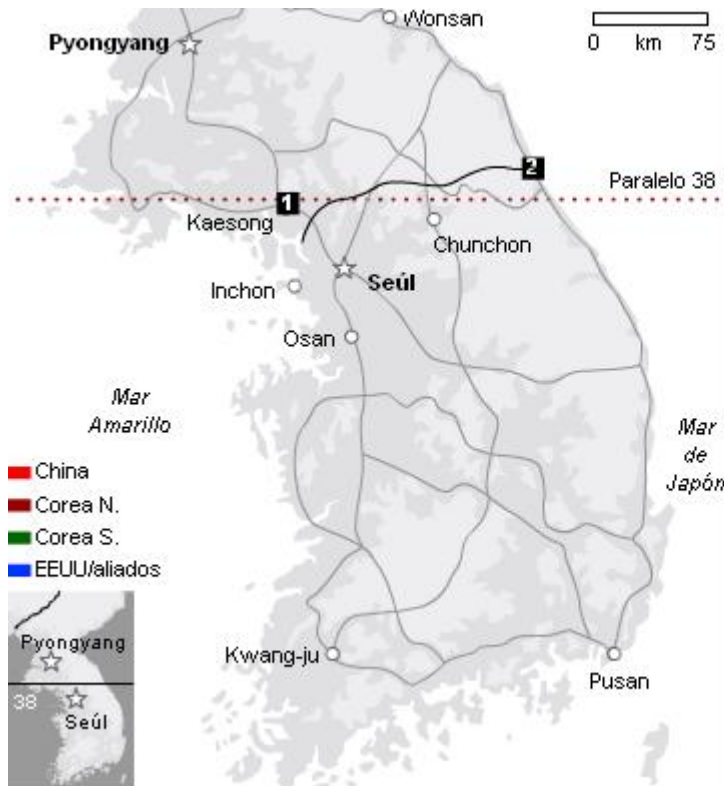 Wonsan
Pyongyang
0 km 75
2
Paralelo 38
1
Kaesong
Chunchon
Seúl
Inchon
Osan
Mar
Amarillo
Mar
de
Japón
China
Corea N.
Corea S.
EEUU/aliados
Pyongyang
38
Seúl
Kwang-ju
Pusan